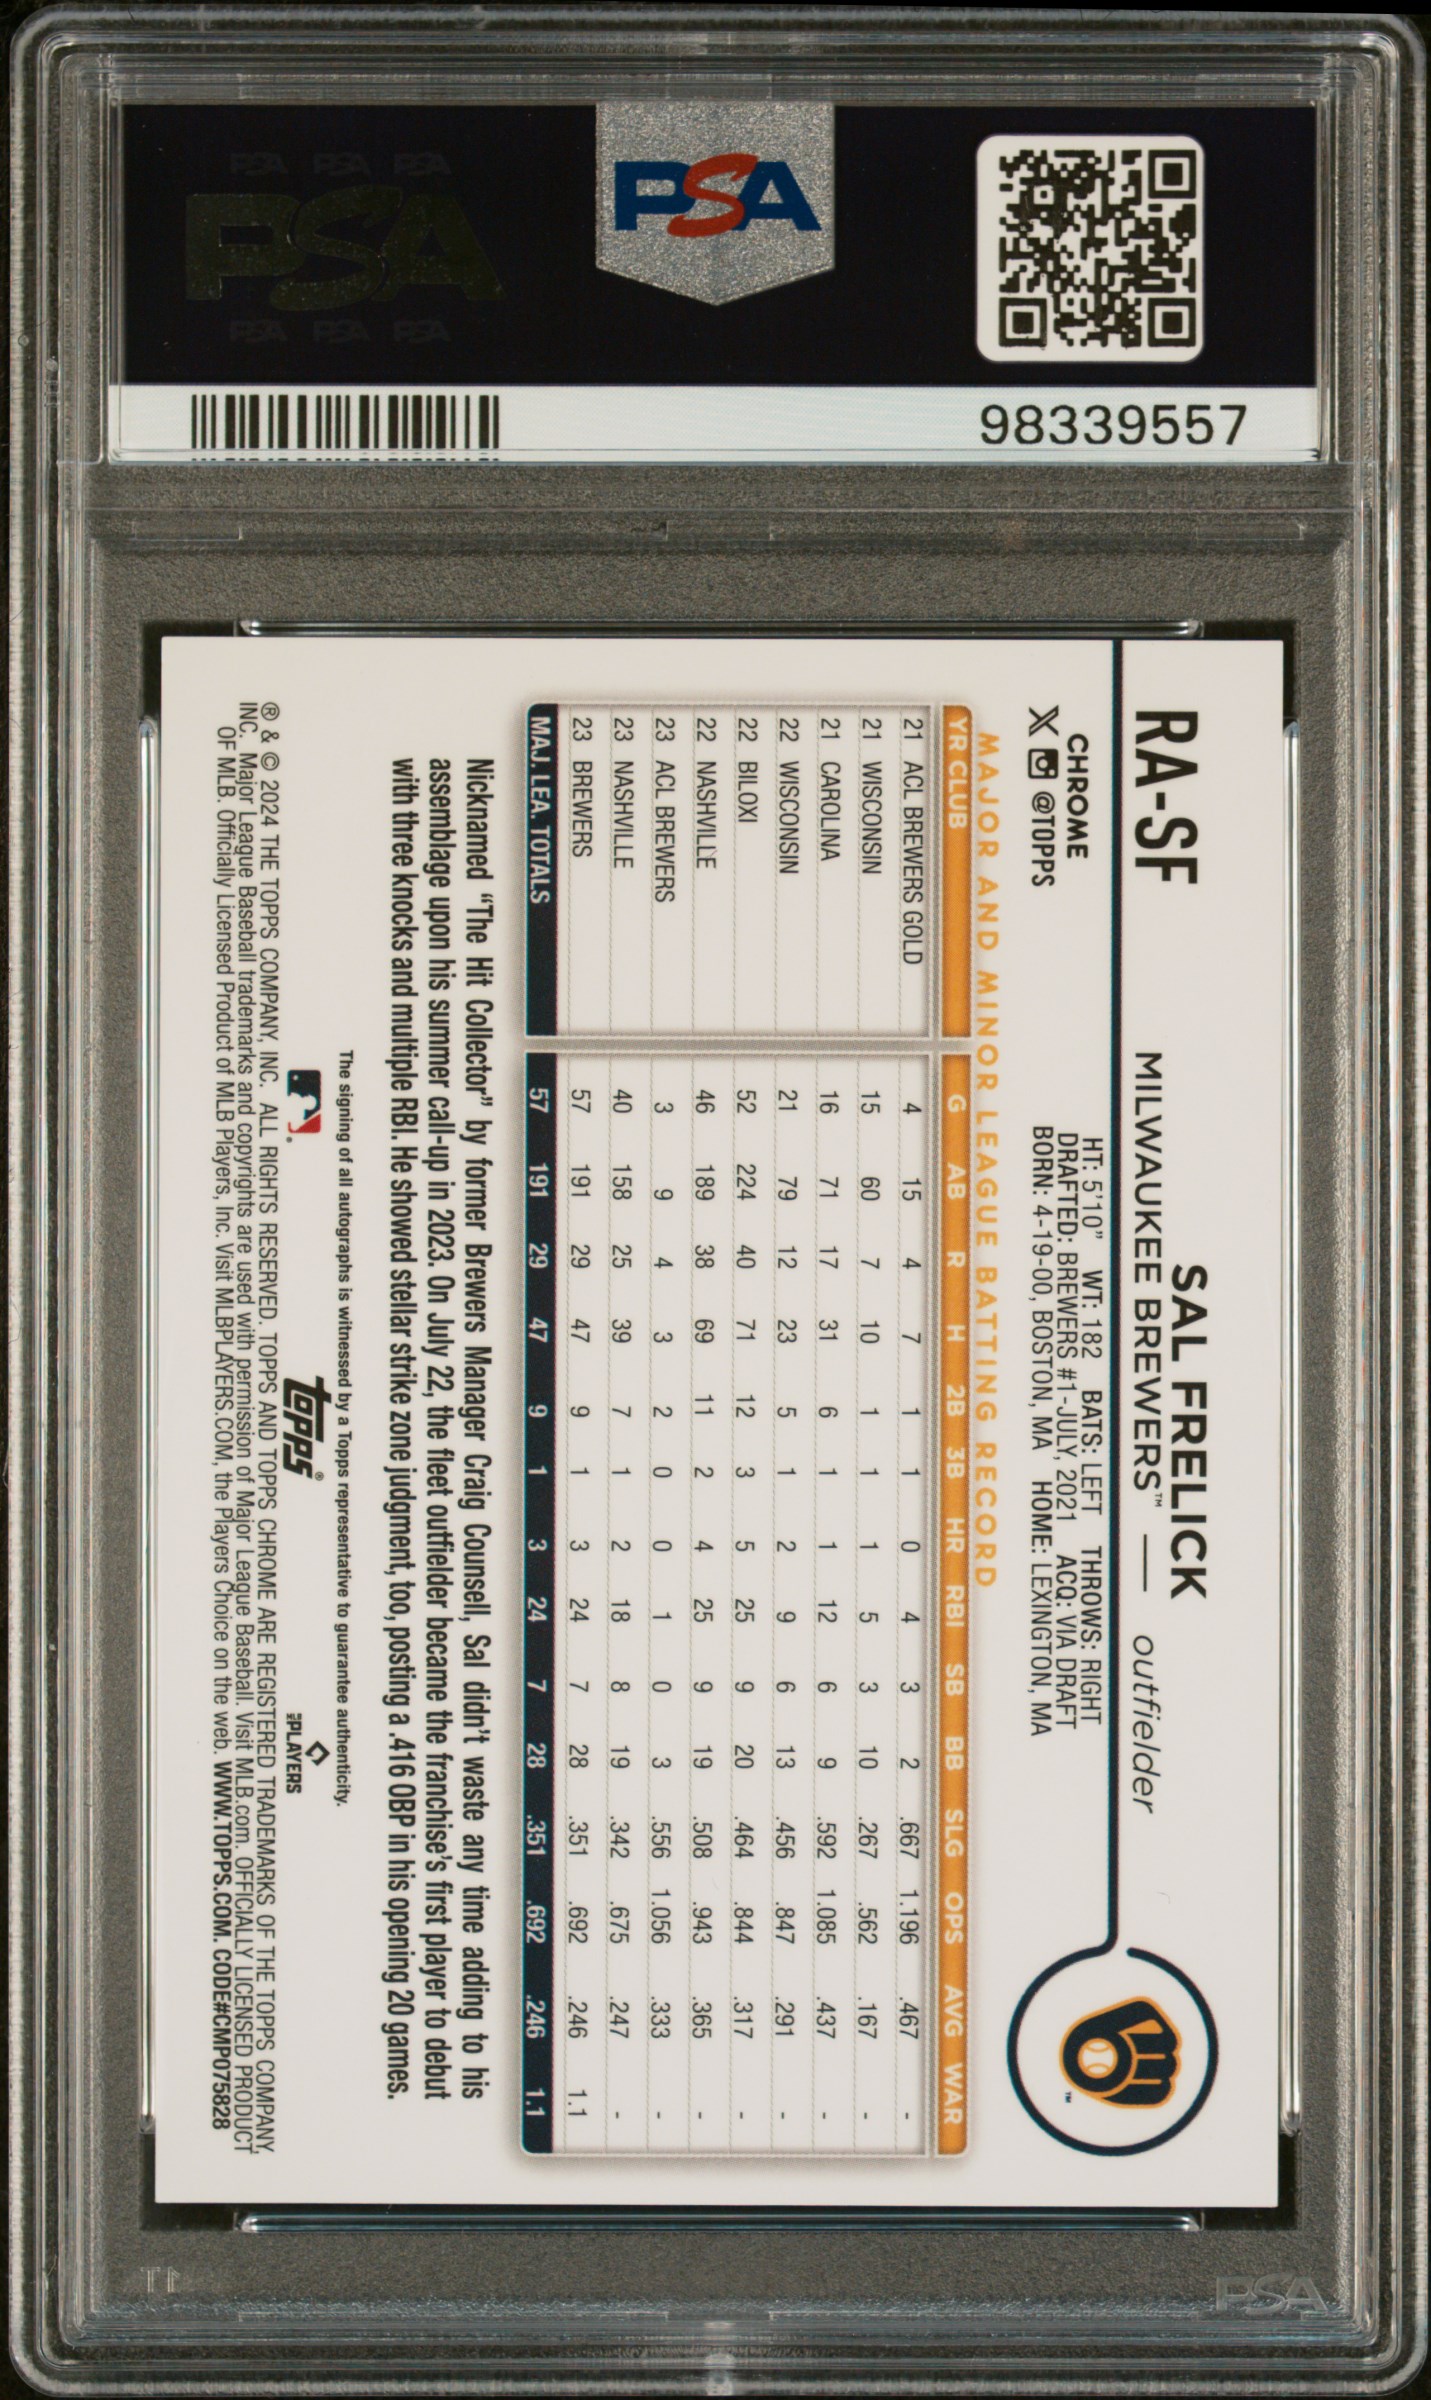 PSA PSA PSA
PSA
PSA PSA PSA
PSA
98339557
RA-SF
SAL FRELICK
MILWAUKEE BREWERS™ — outfielder
CHROME
X @TOPPS
HT: 5'10" WT: 182 BATS: LEFT THROWS: RIGHT
DRAFTED: BREWERS #1-JULY, 2021 ACQ: VIA DRAFT
BORN: 4-19-00, BOSTON, MA HOME: LEXINGTON, MA
MAJOR AND MINOR LEAGUE BATTING RECORD
YR CLUB G AB R H 2B 3B HR RBI SB BB SLG OPS AVG WAR
21 ACL BREWERS GOLD 4 15 4 7 1 1 0 4 3 2 .667 1.196 .467 -
21 WISCONSIN 15 60 7 10 1 1 1 5 3 10 .267 .562 .167 -
21 CAROLINA 16 71 17 31 6 1 1 12 6 9 .592 1.085 .437 -
22 WISCONSIN 21 79 12 23 5 1 2 9 6 13 .456 .847 .291 -
22 BILOXI 52 224 40 71 12 3 5 25 9 20 .464 .844 .317 -
22 NASHVILLE 46 189 38 69 11 2 4 25 9 19 .508 .943 .365 -
23 ACL BREWERS 3 9 4 3 2 0 0 1 0 3 .556 1.056 .333 -
23 NASHVILLE 40 158 25 39 7 1 2 18 8 19 .342 .675 .247 -
23 BREWERS 57 191 29 47 9 1 3 24 7 28 .351 .692 .246 1.1
MAJ. LEA. TOTALS 57 191 29 47 9 1 3 24 7 28 .351 .692 .246 1.1
Nicknamed “The Hit Collector” by former Brewers Manager Craig Counsell, Sal didn't waste any time adding to his
assemblage upon his summer call-up in 2023. On July 22, the fleet outfielder became the franchise's first player to debut
with three knocks and multiple RBI. He showed stellar strike zone judgment, too, posting a .416 OBP in his opening 20 games.
The signing of all autographs is witnessed by a Topps representative to guarantee authenticity.
topps®
MLB PLAYERS
® & © 2024 THE TOPPS COMPANY, INC. ALL RIGHTS RESERVED. TOPPS AND TOPPS CHROME ARE REGISTERED TRADEMARKS OF THE TOPPS COMPANY,
INC. Major League Baseball trademarks and copyrights are used with permission of Major League Baseball. Visit MLB.com. OFFICIALLY LICENSED PRODUCT
OF MLB. Officially Licensed Product of MLB Players, Inc. Visit MLBPLAYERS.COM, the Players Choice on the web. WWW.TOPPS.COM. CODE#CMP075828
PSA